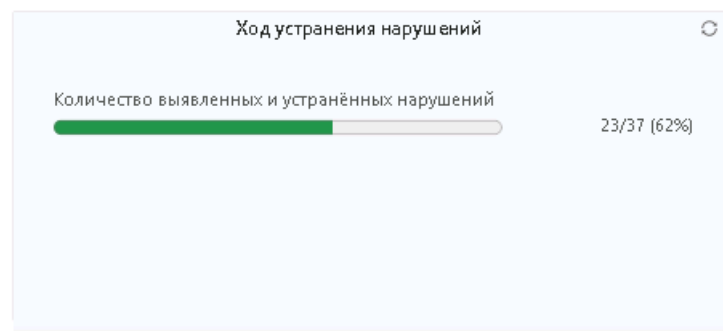 Ход устранения нарушений
Количество выявленных и устранённых нарушений
23/37 (62%)